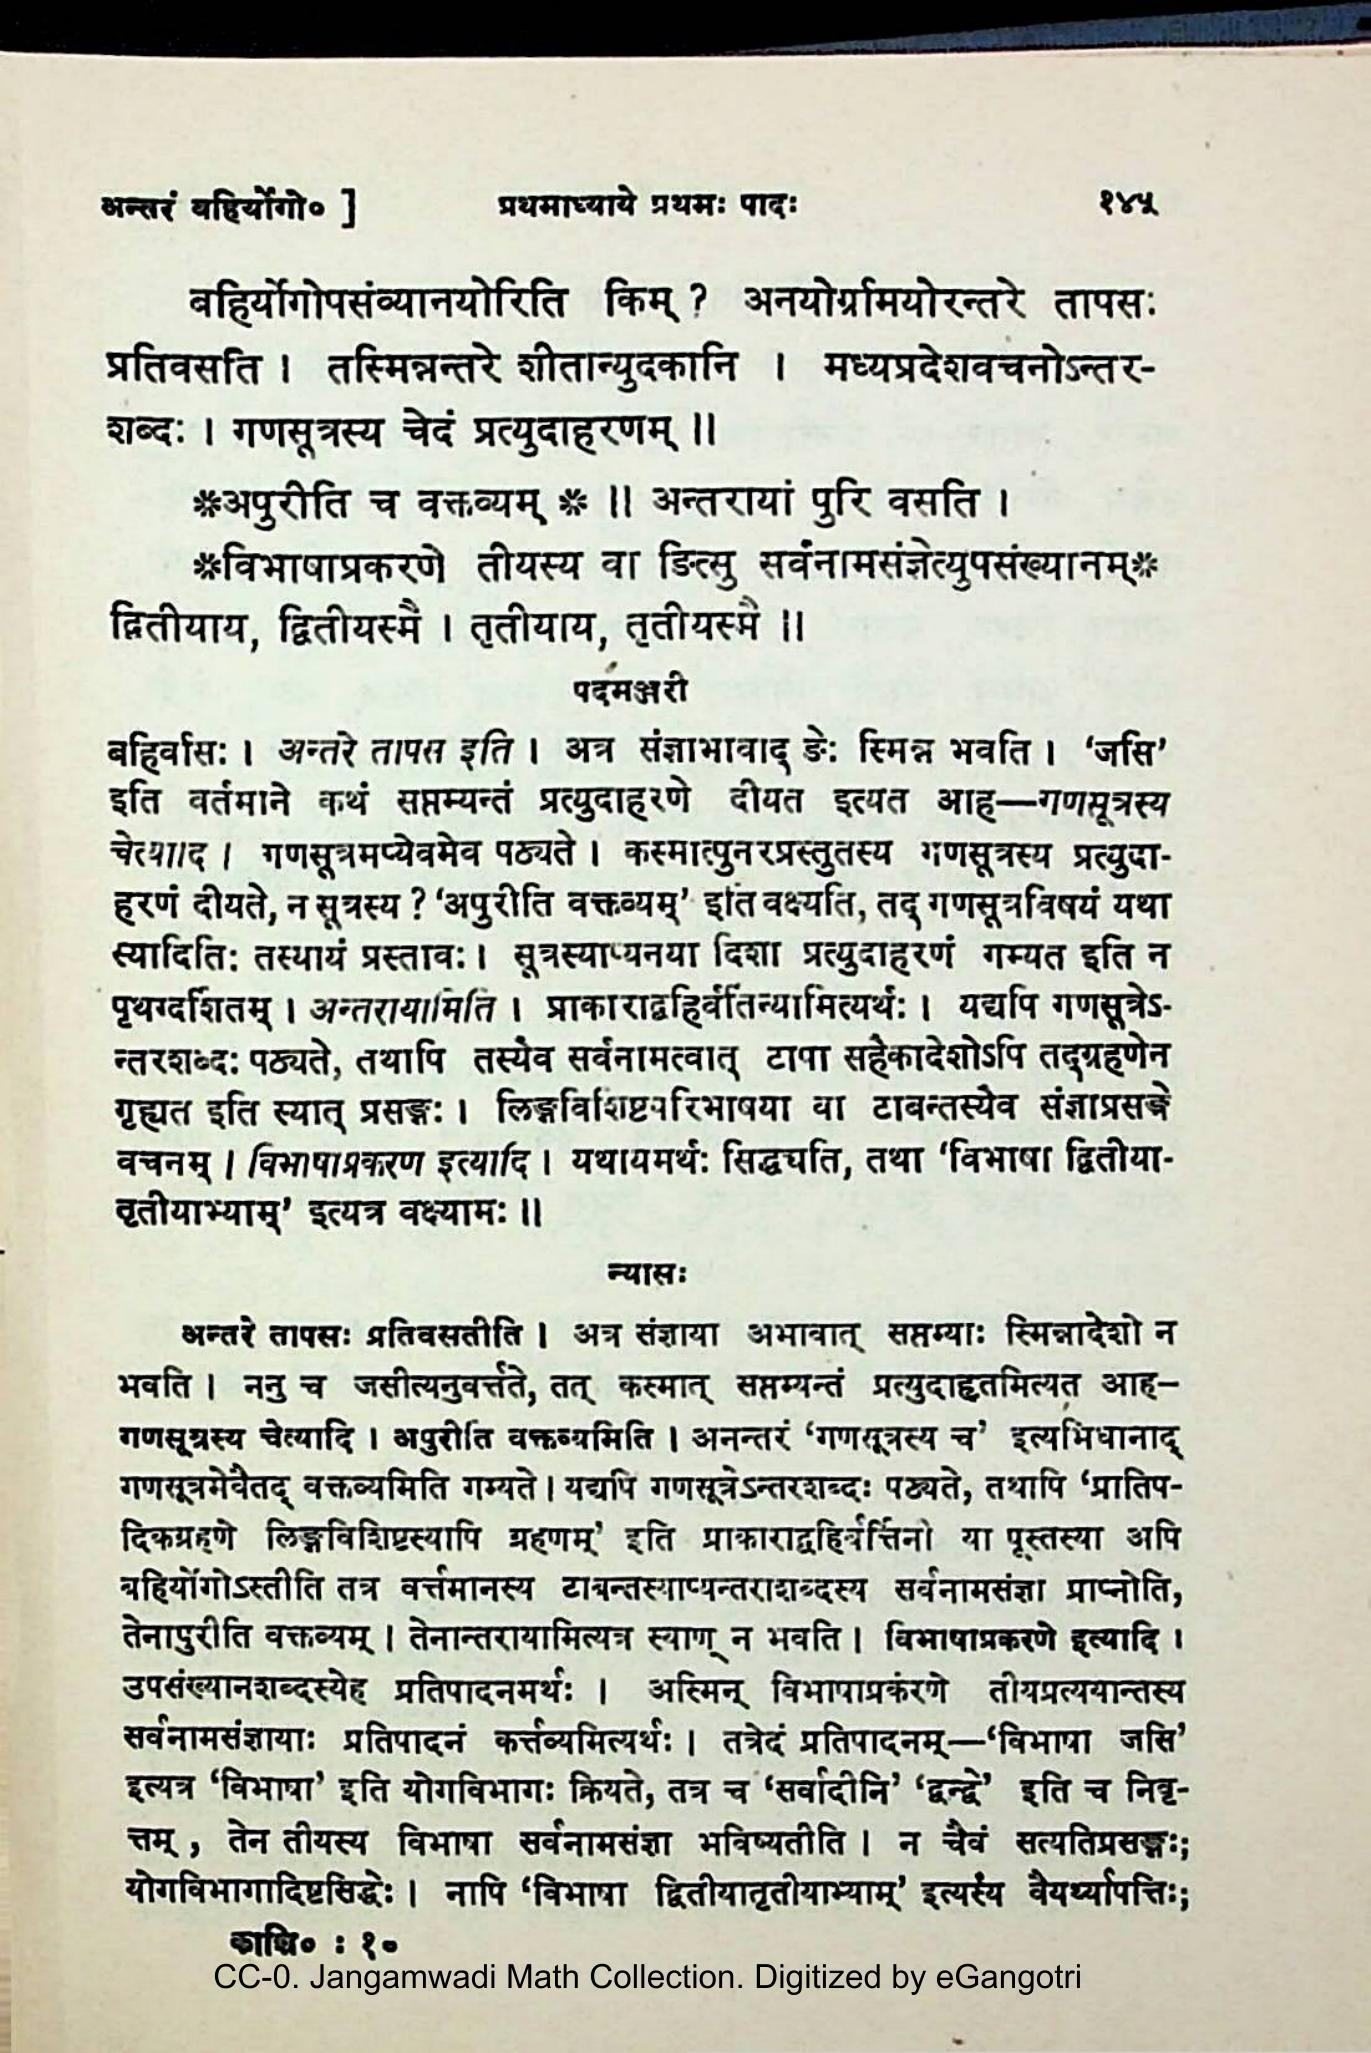 अन्तरं बहिर्योगो० ] प्रथमाध्याये प्रथमः पादः १४५
बहिर्योगोपसंव्यानयोरिति किम् ? अनयोर्ग्रामयोरन्तरे तापसः
प्रतिवसति । तस्मिन्नन्तरे शीतान्युदकानि । मध्यप्रदेशवचनोऽन्तर-
शब्दः । गणसूत्रस्य चेदं प्रत्युदाहरणम् ॥
❋अपुरीति च वक्तव्यम् ❋ ॥ अन्तरायां पुरि वसति ।
❋विभाषाप्रकरणे तीयस्य वा ङित्सु सर्वनामसंज्ञेत्युपसंख्यानम्❋
द्वितीयाय, द्वितीयस्मै । तृतीयाय, तृतीयस्मै ॥
पदमञ्जरी
बहिर्वासः । अन्तरे तापस इति । अत्र संज्ञाभावाद् ङेः स्मिन्न भवति । ‘जसि’
इति वर्तमाने कथं सप्तम्यन्तं प्रत्युदाहरणे दीयत इत्यत आह—गणसूत्रस्य
चेत्यादि । गणसूत्रमप्येवमेव पठ्यते । कस्मात्पुनरप्रस्तुतस्य गणसूत्रस्य प्रत्युदा-
हरणं दीयते, न सूत्रस्य ? ‘अपुरीति वक्तव्यम्’ इति वक्ष्यति, तद् गणसूत्रविषयं यथा
स्यादितिः तस्थायं प्रस्तावः । सूत्रस्याप्यनया दिशा प्रत्युदाहरणं गम्यत इति न
पृथग्दर्शितम् । अन्तरायामिति । प्राकाराद्बहिर्वर्तिन्यामित्यर्थः । यद्यपि गणसूत्रेऽ-
न्तरशब्दः पठ्यते, तथापि तस्यैव सर्वनामत्वात् टापा सहैकादेशोऽपि तद्ग्रहणेन
गृह्यत इति स्यात् प्रसङ्गः । लिङ्गविशिष्टपरिभाषया वा टाबन्तस्यैव संज्ञाप्रसङ्गे
वचनम् । विभाषाप्रकरण इत्यादि । यथायमर्थः सिद्ध्यति, तथा ‘विभाषा द्वितीया-
तृतीयाभ्याम्’ इत्यत्र वक्ष्यामः ॥
न्यासः
अन्तरे तापसः प्रतिवसतीति । अत्र संज्ञाया अभावात् सप्तम्याः स्मिन्नादेशो न
भवति । ननु च जसीत्यनुवर्त्तते, तत् कस्मात् सप्तम्यन्तं प्रत्युदाहृतमित्यत आह–
गणसूत्रस्य चेत्यादि । अपुरीति वक्तव्यमिति । अनन्तरं ‘गणसूत्रस्य च’ इत्यभिधानाद्
गणसूत्रमेवैतद् वक्तव्यमिति गम्यते । यद्यपि गणसूत्रेऽन्तरशब्दः पठ्यते, तथापि ‘प्रातिप-
दिकग्रहणे लिङ्गविशिष्टस्यापि ग्रहणम्’ इति प्राकाराद्बहिर्वर्त्तिनी या पूस्तस्या अपि
बहिर्योगोऽस्तीति तत्र वर्त्तमानस्य टाबन्तस्याप्यन्तराशब्दस्य सर्वनामसंज्ञा प्राप्नोति,
तेनापुरीति वक्तव्यम् । तेनान्तरायामित्यत्र स्याण् न भवति । विभाषाप्रकरणे इत्यादि ।
उपसंख्यानशब्दस्येह प्रतिपादनमर्थः । अस्मिन् विभाषाप्रकरणे तीयप्रत्ययान्तस्य
सर्वनामसंज्ञायाः प्रतिपादनं कर्त्तव्यमित्यर्थः । तत्रेदं प्रतिपादनम्—‘विभाषा जसि’
इत्यत्र ‘विभाषा’ इति योगविभागः क्रियते, तत्र च ‘सर्वादीनि’ ‘द्वन्द्वे’ इति च निवृ-
त्तम् , तेन तीयस्य विभाषा सर्वनामसंज्ञा भविष्यतीति । न चैवं सत्यतिप्रसङ्गः;
योगविभागादिष्टसिद्धेः । नापि ‘विभाषा द्वितीयातृतीयाभ्याम्’ इत्यस्य वैयर्थ्यापत्तिः;
काशि० : १०
CC-0. Jangamwadi Math Collection. Digitized by eGangotri